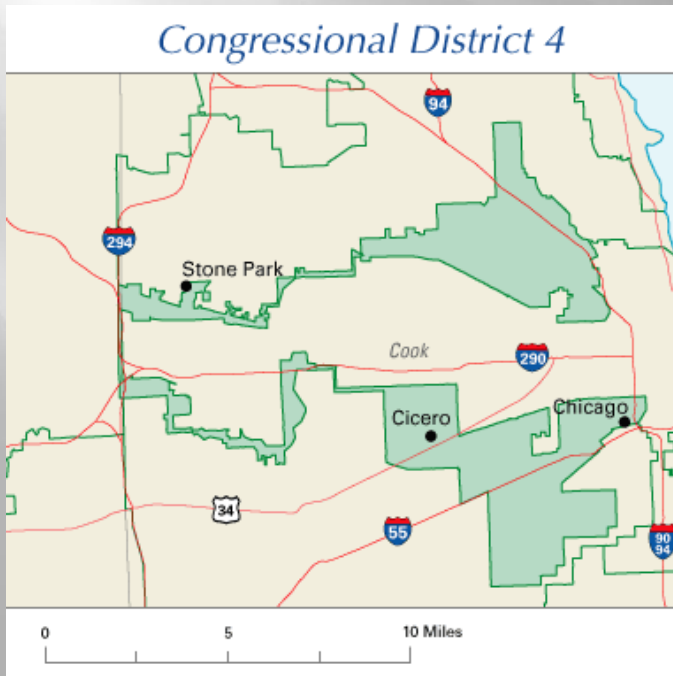 Congressional District 4
94
294
Stone Park
Cook
290
Cicero
Chicago
34
55
90
94
0 5 10 Miles